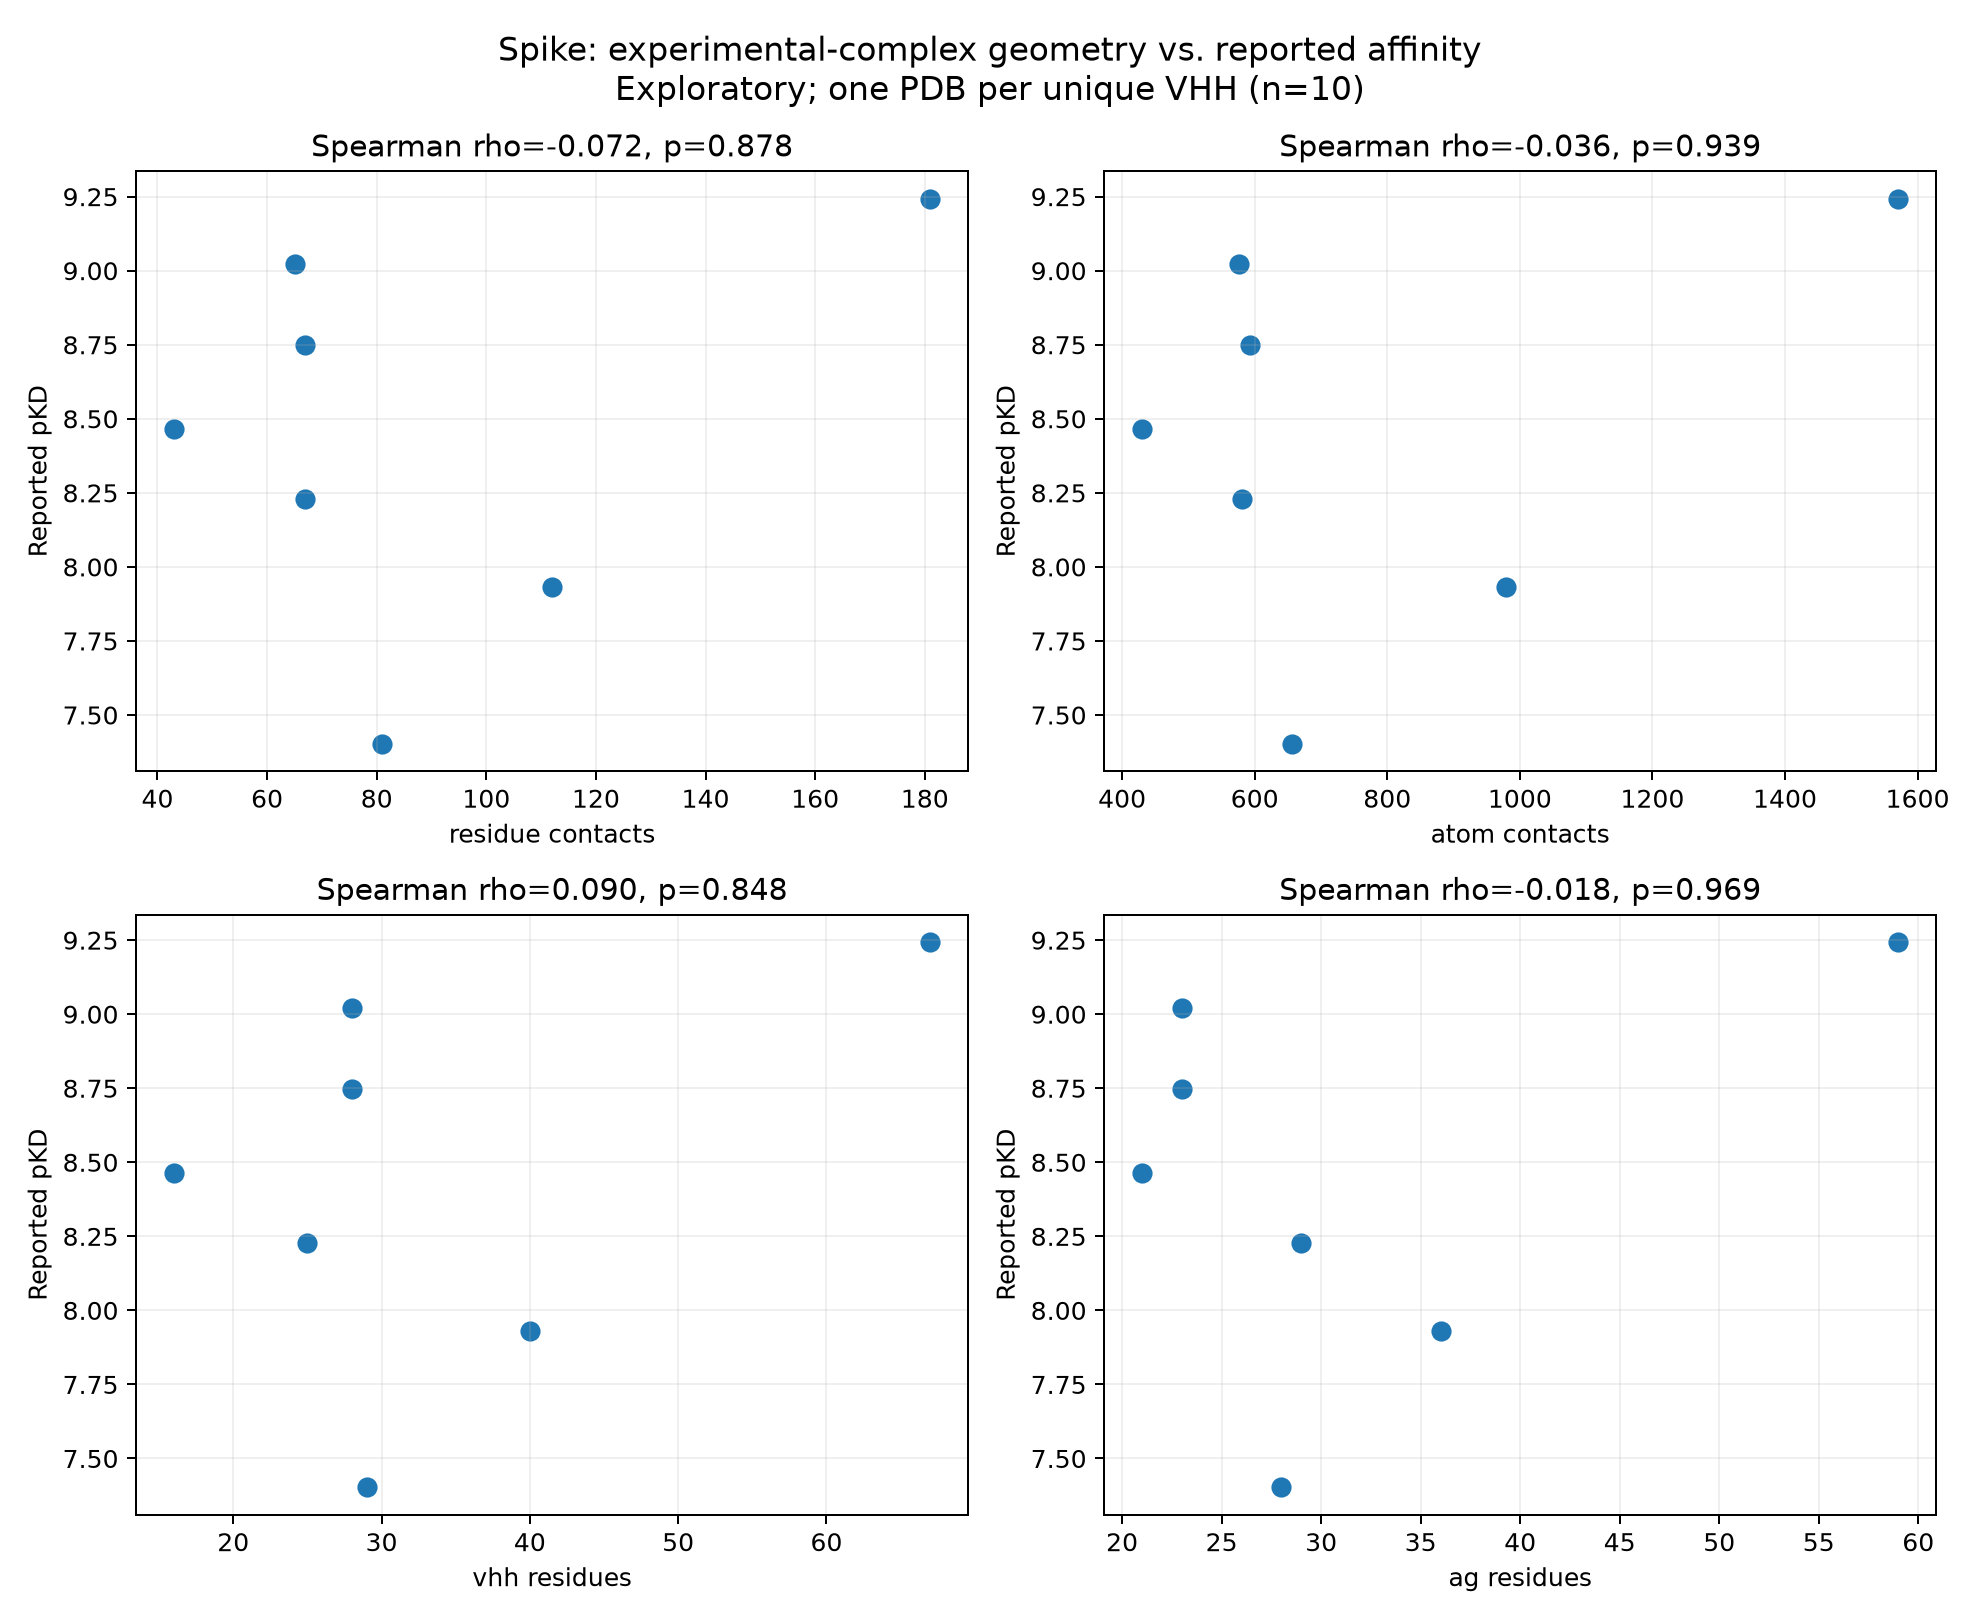 Spike: experimental-complex geometry vs. reported affinity
Exploratory; one PDB per unique VHH (n=10)
Spearman rho=-0.072, p=0.878
9.25
9.00
8.75
8.50
8.25
8.00
7.75
7.50
Reported pKD
40 60 80 100 120 140 160 180
residue contacts
Spearman rho=-0.036, p=0.939
9.25
9.00
8.75
8.50
8.25
8.00
7.75
7.50
Reported pKD
400 600 800 1000 1200 1400 1600
atom contacts
Spearman rho=0.090, p=0.848
9.25
9.00
8.75
8.50
8.25
8.00
7.75
7.50
Reported pKD
20 30 40 50 60
vhh residues
Spearman rho=-0.018, p=0.969
9.25
9.00
8.75
8.50
8.25
8.00
7.75
7.50
Reported pKD
20 25 30 35 40 45 50 55 60
ag residues